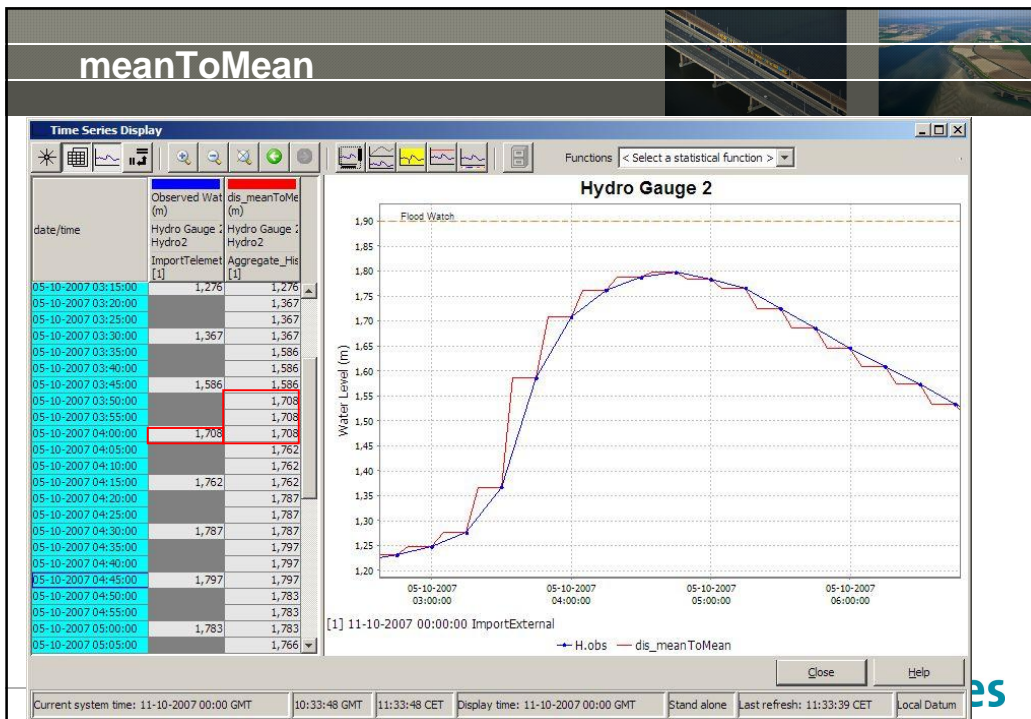 meanToMean
Time Series Display
Functions < Select a statistical function >
date/time
Observed Wat
(m)
Hydro Gauge 2
Hydro2
ImportTelemet
[1]
dis_meanToMe
(m)
Hydro Gauge 2
Hydro2
Aggregate_His
[1]
05-10-2007 03:15:00 1,276 1,276
05-10-2007 03:20:00 1,367
05-10-2007 03:25:00 1,367
05-10-2007 03:30:00 1,367 1,367
05-10-2007 03:35:00 1,586
05-10-2007 03:40:00 1,586
05-10-2007 03:45:00 1,586 1,586
05-10-2007 03:50:00 1,708
05-10-2007 03:55:00 1,708
05-10-2007 04:00:00 1,708 1,708
05-10-2007 04:05:00 1,762
05-10-2007 04:10:00 1,762
05-10-2007 04:15:00 1,762 1,762
05-10-2007 04:20:00 1,787
05-10-2007 04:25:00 1,787
05-10-2007 04:30:00 1,787 1,787
05-10-2007 04:35:00 1,797
05-10-2007 04:40:00 1,797
05-10-2007 04:45:00 1,797 1,797
05-10-2007 04:50:00 1,783
05-10-2007 04:55:00 1,783
05-10-2007 05:00:00 1,783 1,783
05-10-2007 05:05:00 1,766
Hydro Gauge 2
Flood Watch
Water Level (m)
1,90
1,85
1,80
1,75
1,70
1,65
1,60
1,55
1,50
1,45
1,40
1,35
1,30
1,25
1,20
05-10-2007 05-10-2007 05-10-2007 05-10-2007
03:00:00 04:00:00 05:00:00 06:00:00
[1] 11-10-2007 00:00:00 ImportExternal
H.obs dis_meanToMean
Close Help
Current system time: 11-10-2007 00:00 GMT 10:33:48 GMT 11:33:48 CET Display time: 11-10-2007 00:00 GMT Stand alone Last refresh: 11:33:39 CET Local Datum
es